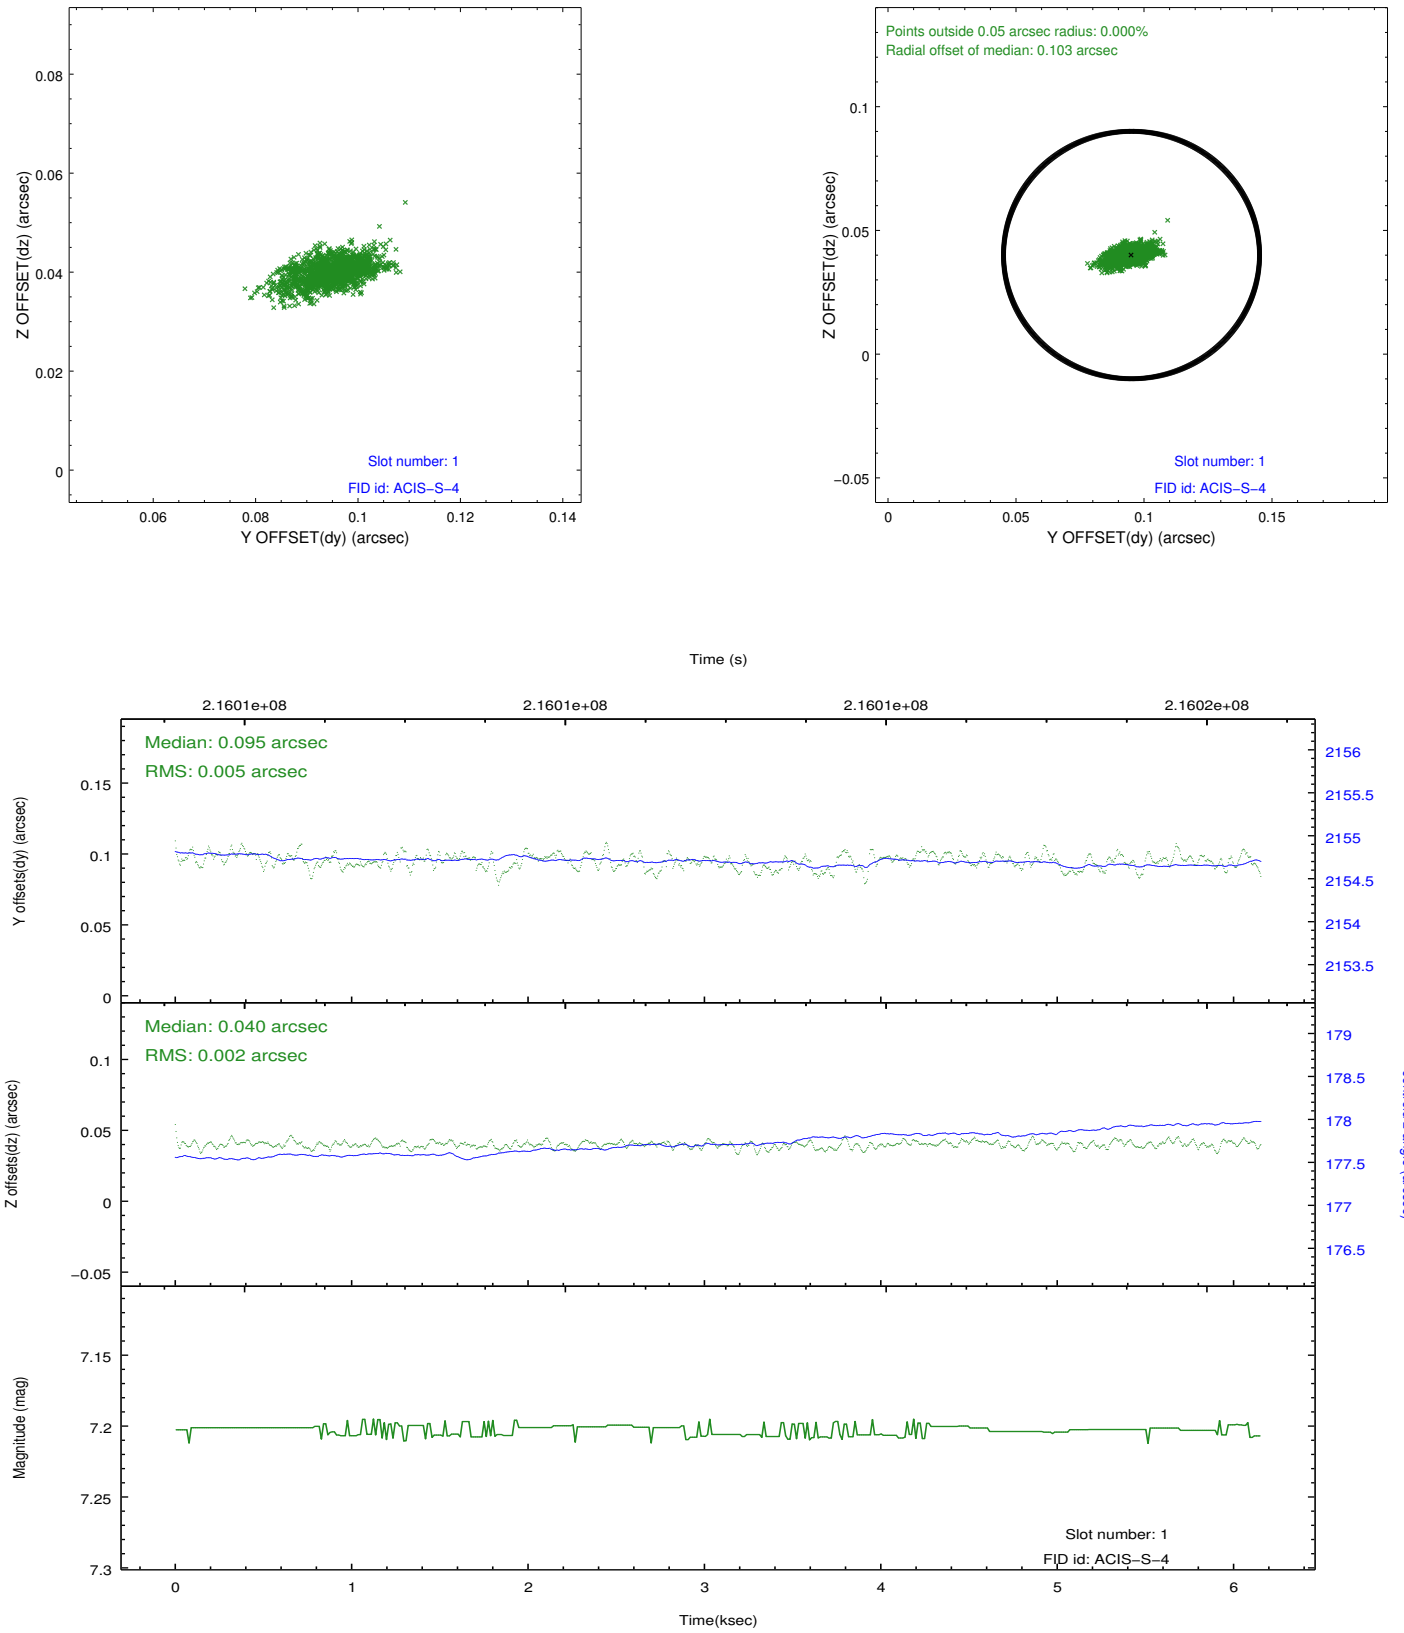 0.08
0.06
0.04
0.02
0
Z OFFSET(dz) (arcsec)
Slot number: 1
FID id: ACIS−S−4
0.06 0.08 0.1 0.12 0.14
Y OFFSET(dy) (arcsec)
Points outside 0.05 arcsec radius: 0.000%
Radial offset of median: 0.103 arcsec
0.1
0.05
0
−0.05
Z OFFSET(dz) (arcsec)
Slot number: 1
FID id: ACIS−S−4
0 0.05 0.1 0.15
Y OFFSET(dy) (arcsec)
Time (s)
2.1601e+08 2.1601e+08 2.1601e+08 2.1602e+08
Median: 0.095 arcsec
RMS: 0.005 arcsec
0.15
0.1
0.05
0
Y offsets(dy) (arcsec)
2156
2155.5
2155
2154.5
2154
2153.5
Median: 0.040 arcsec
RMS: 0.002 arcsec
0.1
0.05
0
−0.05
Z offsets(dz) (arcsec)
179
178.5
178
177.5
177
176.5
7.15
7.2
7.25
7.3
Magnitude (mag)
Slot number: 1
FID id: ACIS−S−4
0 1 2 3 4 5 6
Time(ksec)